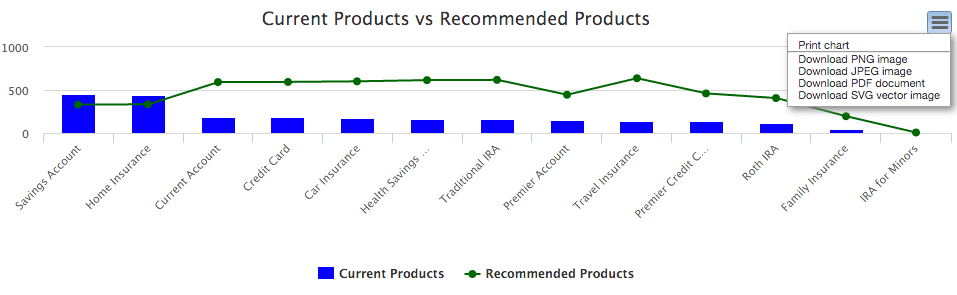 Current Products vs Recommended Products
Print chart
Download PNG image
Download JPEG image
Download PDF document
Download SVG vector image
1000
500
0
Savings Account
Home Insurance
Current Account
Credit Card
Car Insurance
Health Savings ...
Traditional IRA
Premier Account
Travel Insurance
Premier Credit C...
Roth IRA
Family Insurance
IRA for Minors
Current Products
Recommended Products